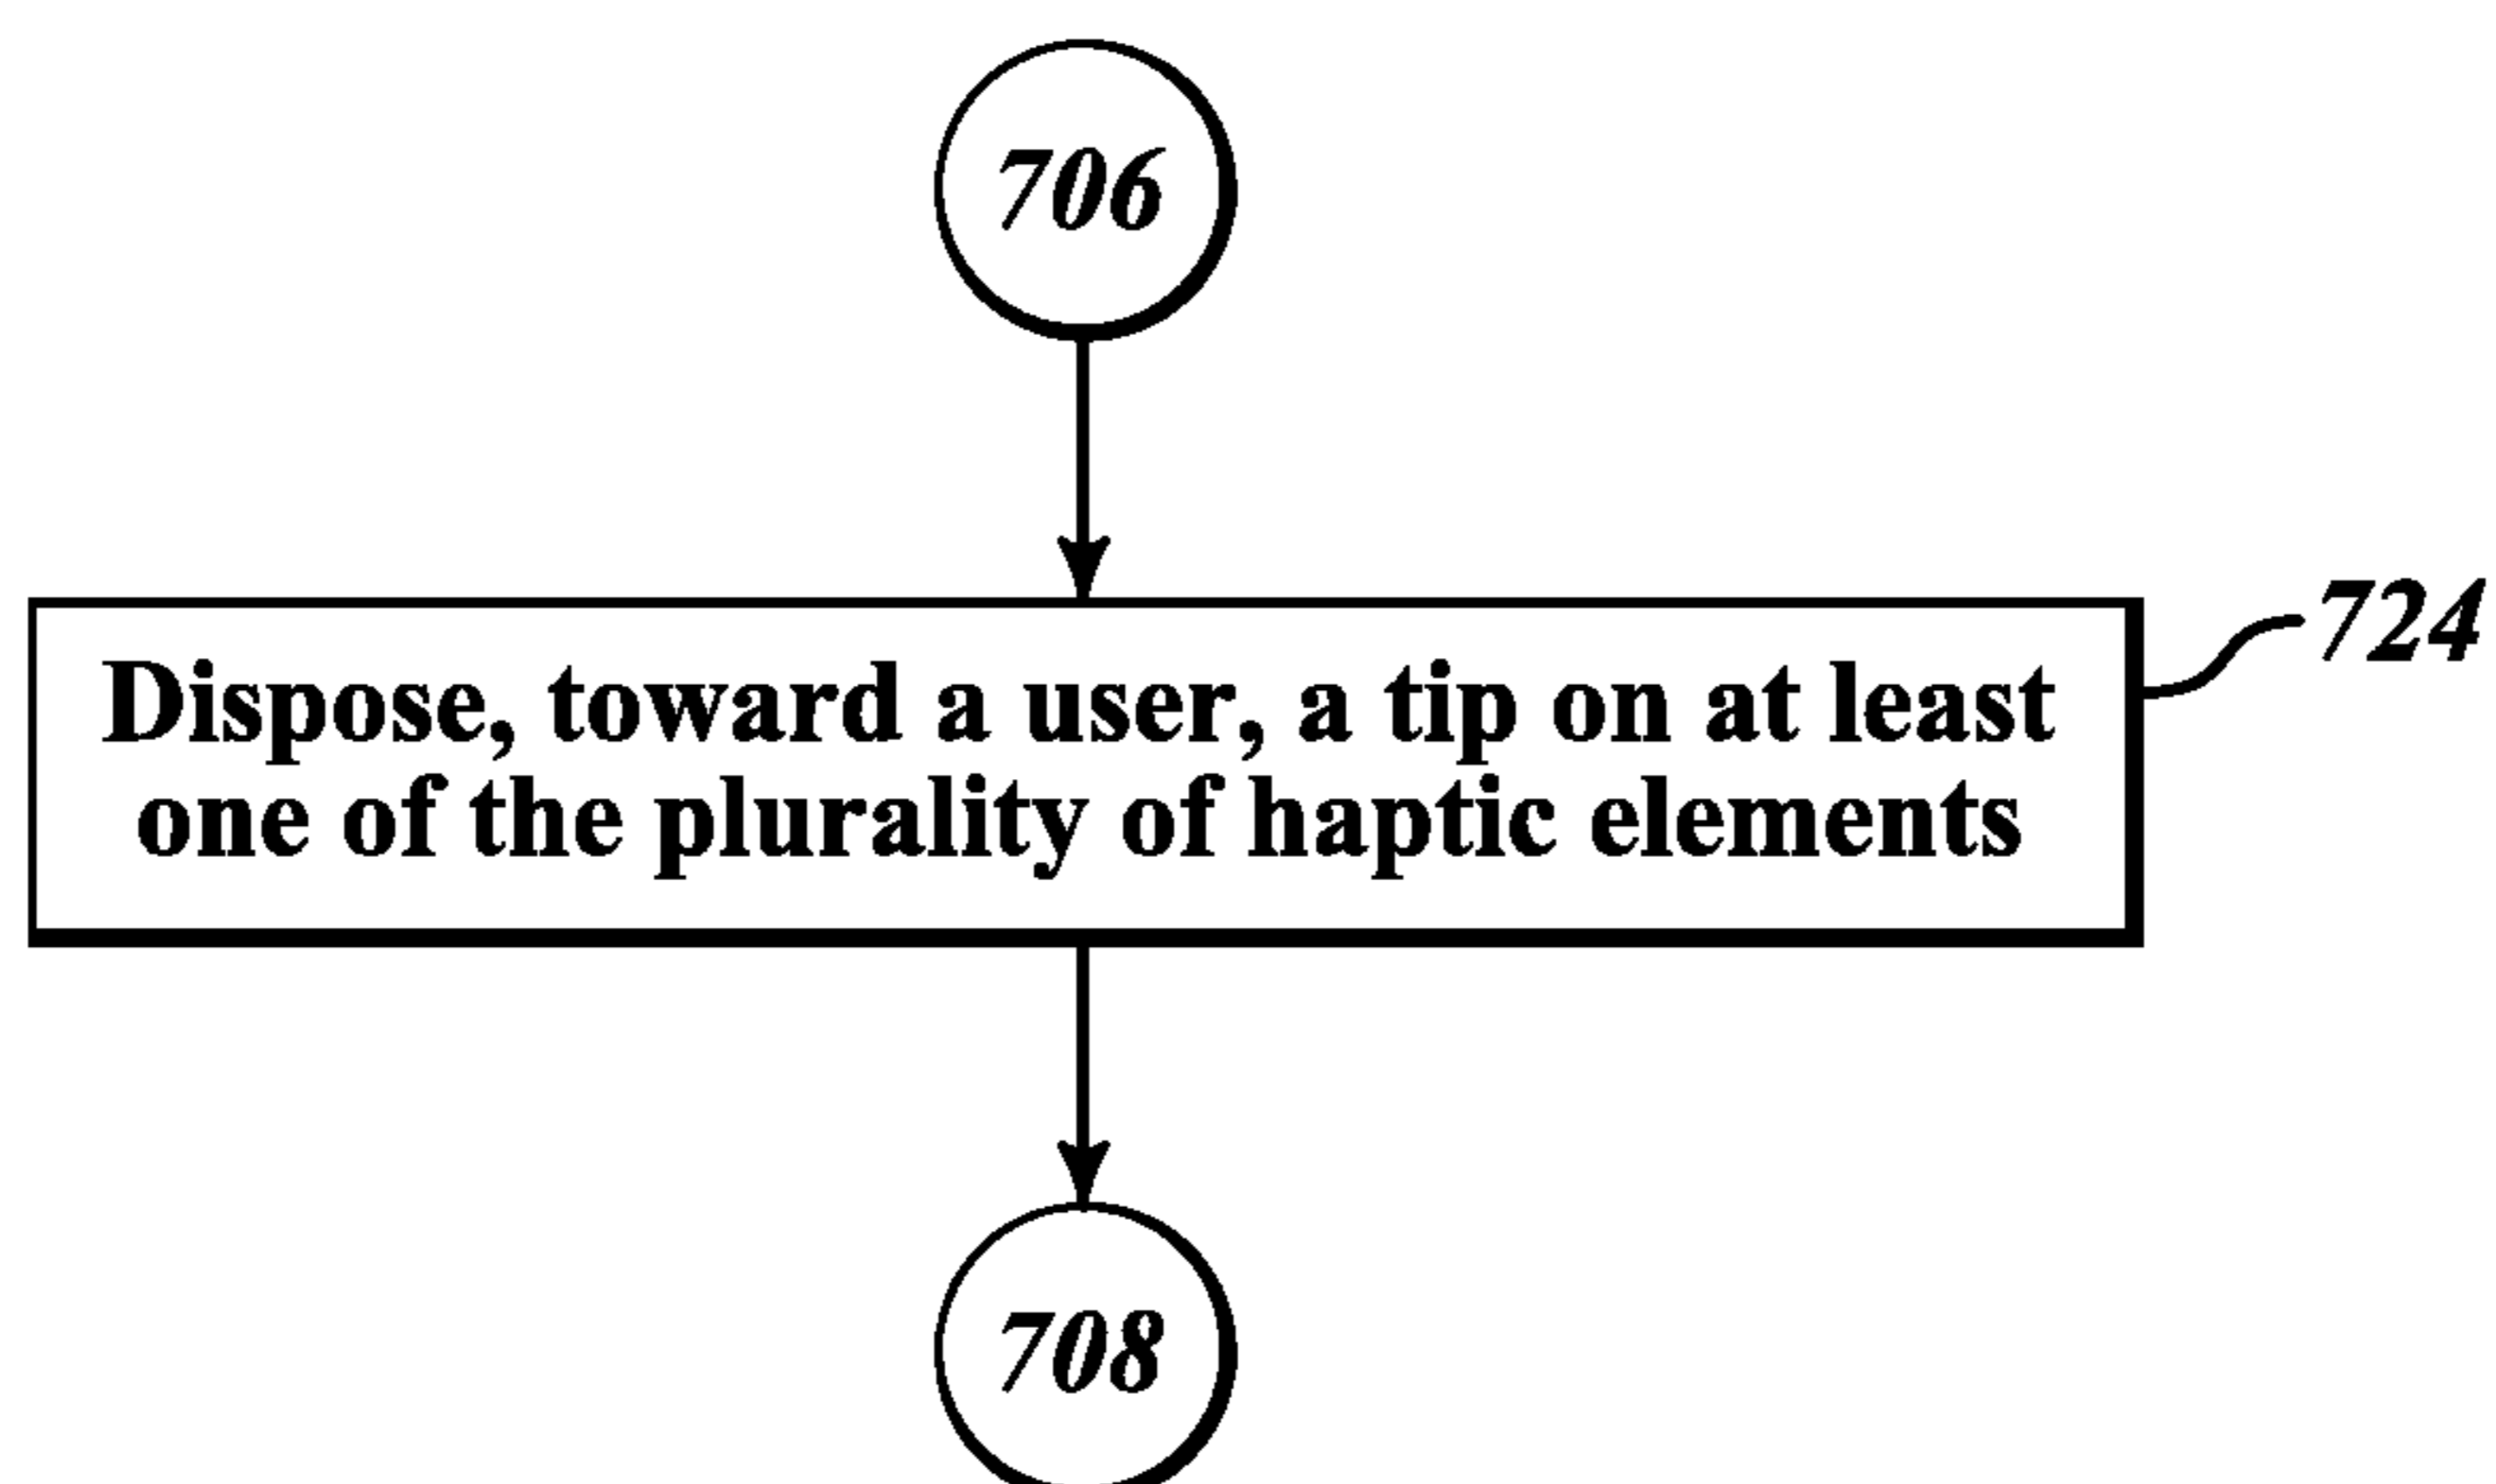 706
724
Dispose, toward a user, a tip on at least
one of the plurality of haptic elements
708